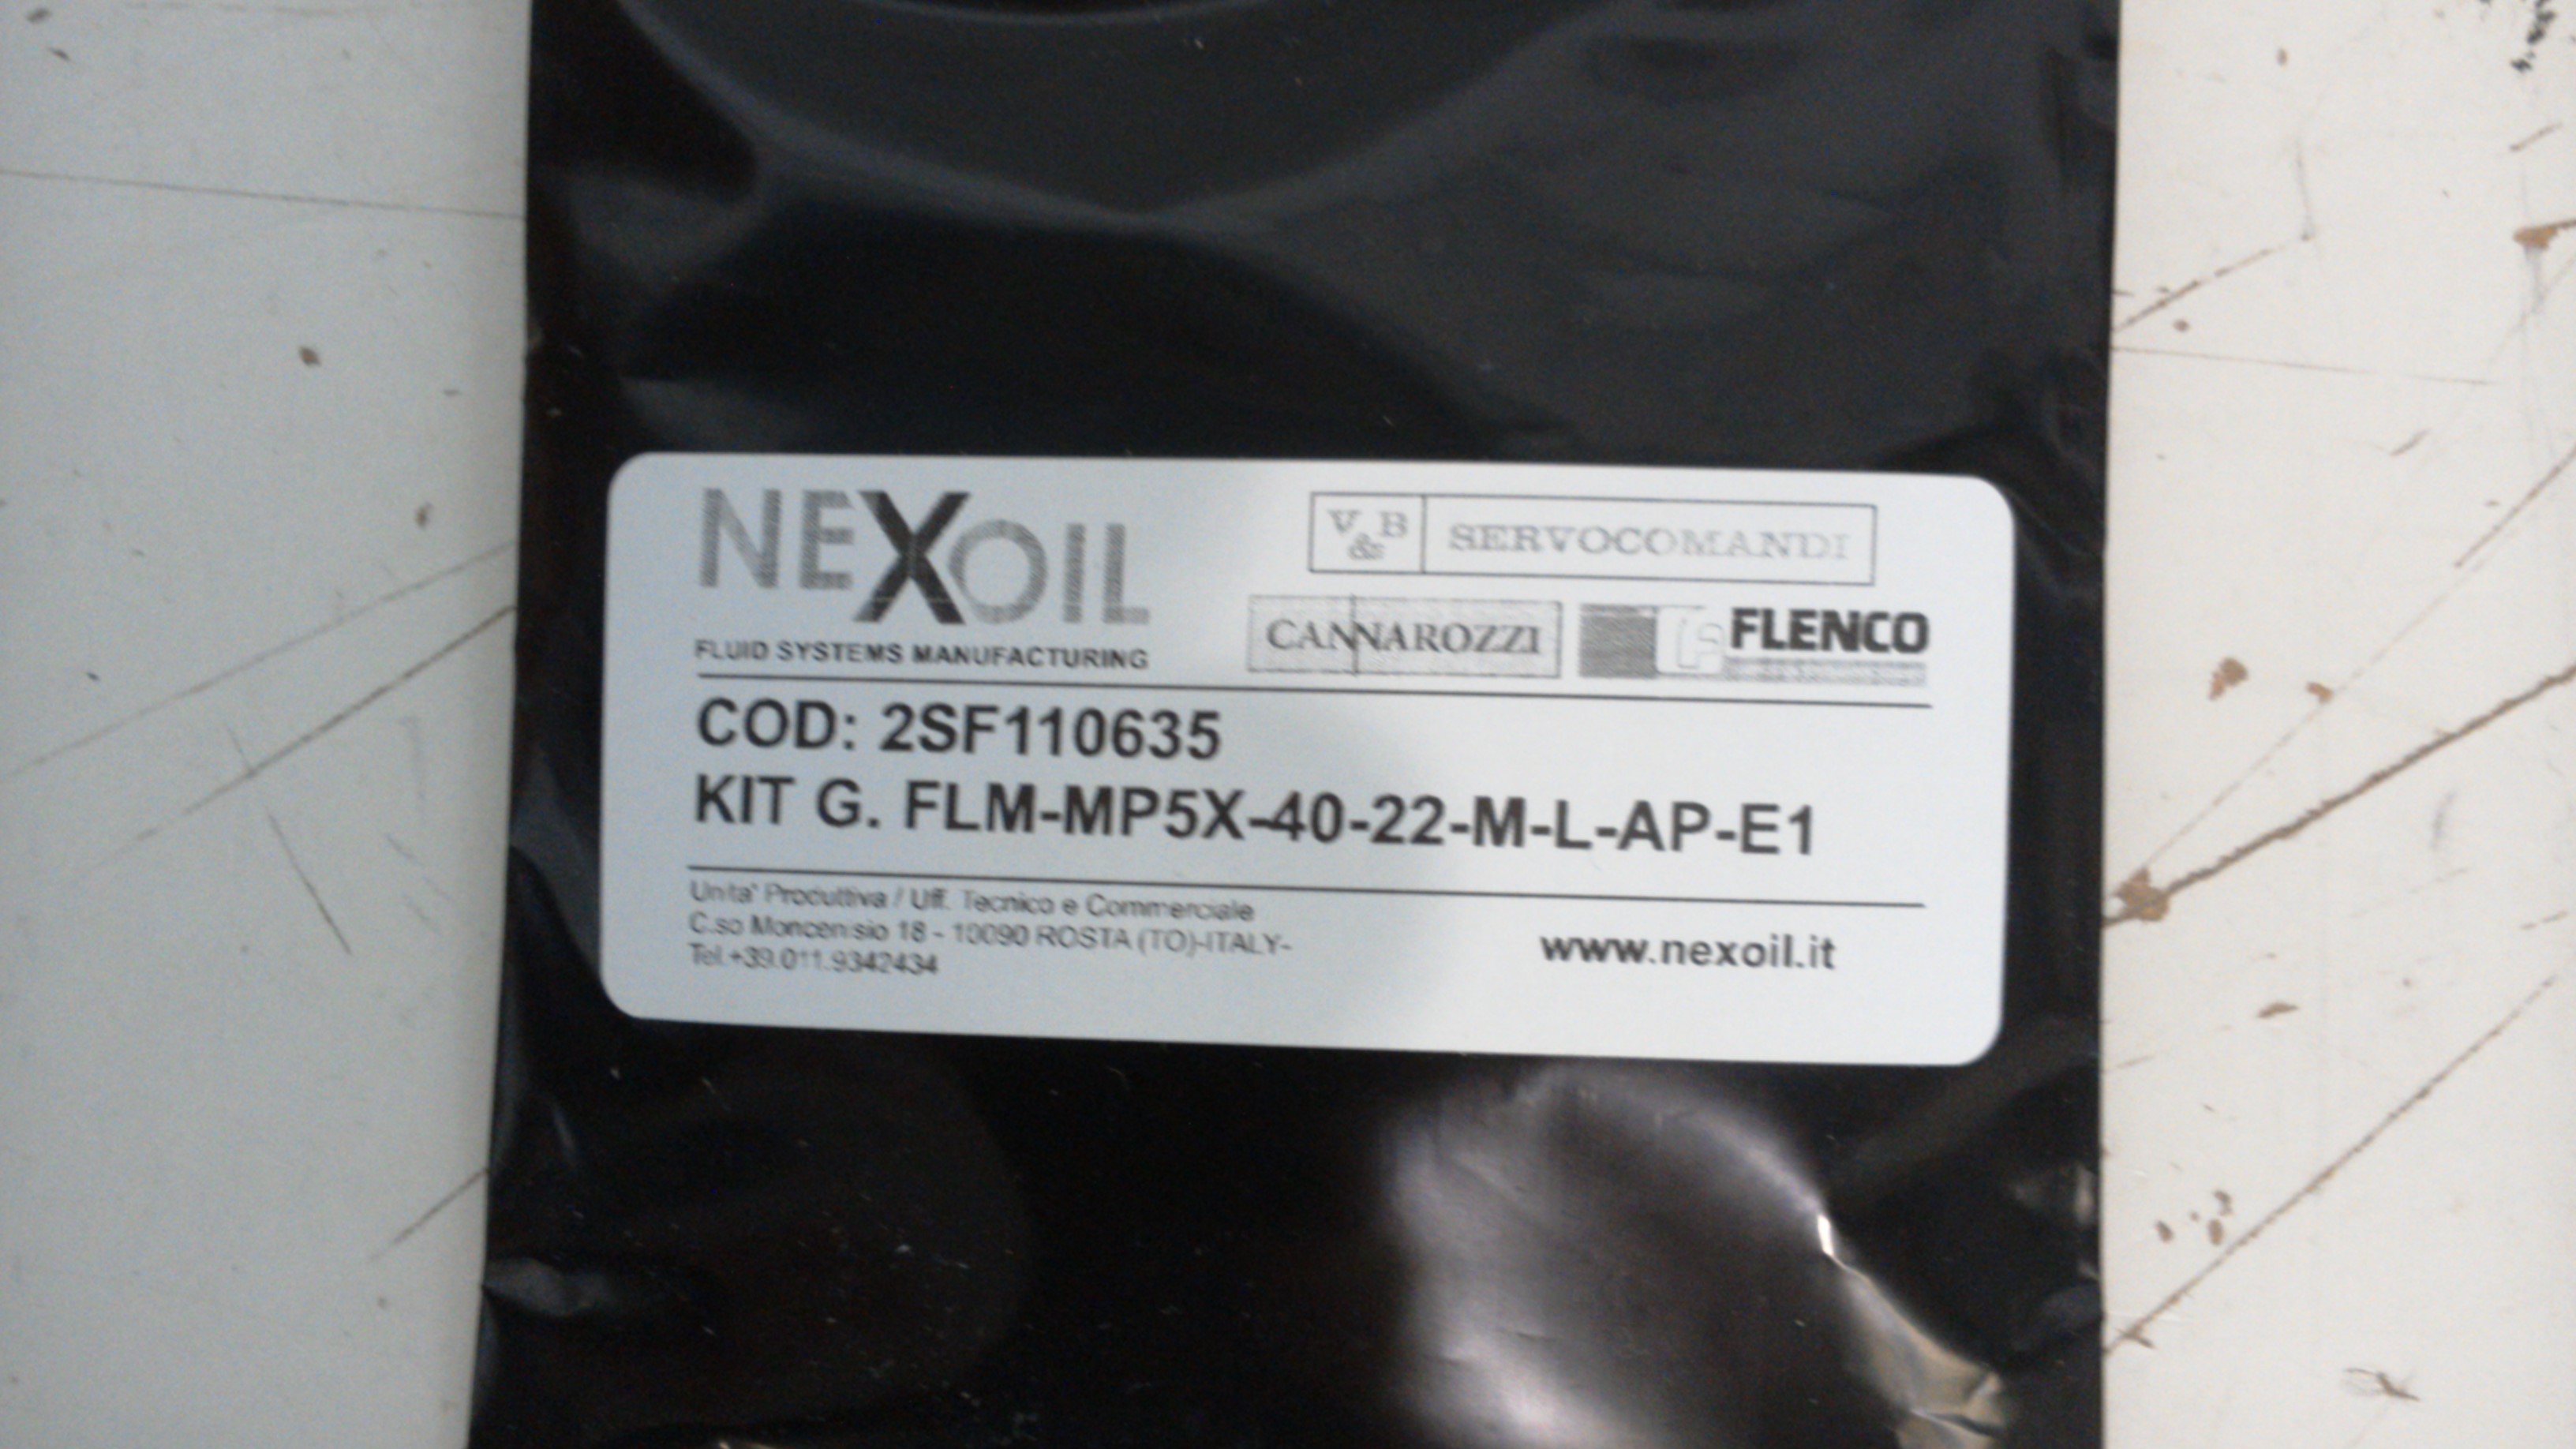 NEXOIL
FLUID SYSTEMS MANUFACTURING
V&B SERVOCOMANDI
CANNAROZZI
FLENCO
COD: 2SF110635
KIT G. FLM-MP5X-40-22-M-L-AP-E1
Unita' Produttiva / Uff. Tecnico e Commerciale
C.so Moncenisio 18 - 10090 ROSTA (TO)-ITALY-
Tel.+39.011.9342434
www.nexoil.it